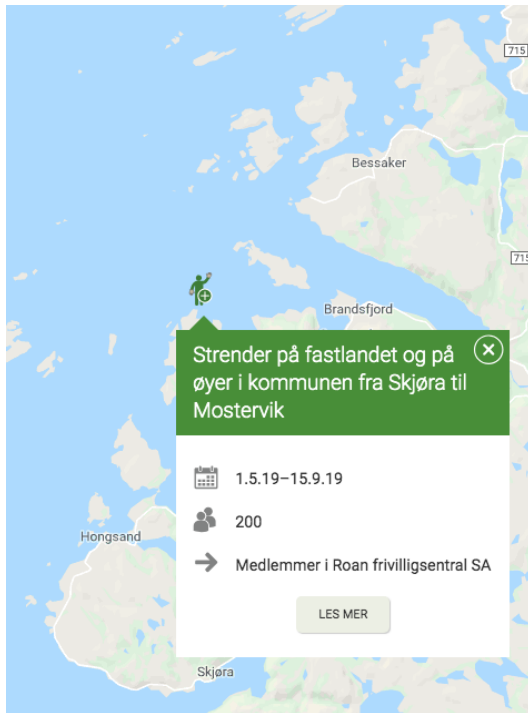 715
Bessaker
715
Brandsfjord
Strender på fastlandet og på
øyer i kommunen fra Skjøra til
Mostervik
1.5.19–15.9.19
200
Hongsand
Medlemmer i Roan frivilligsentral SA
LES MER
Skjøra